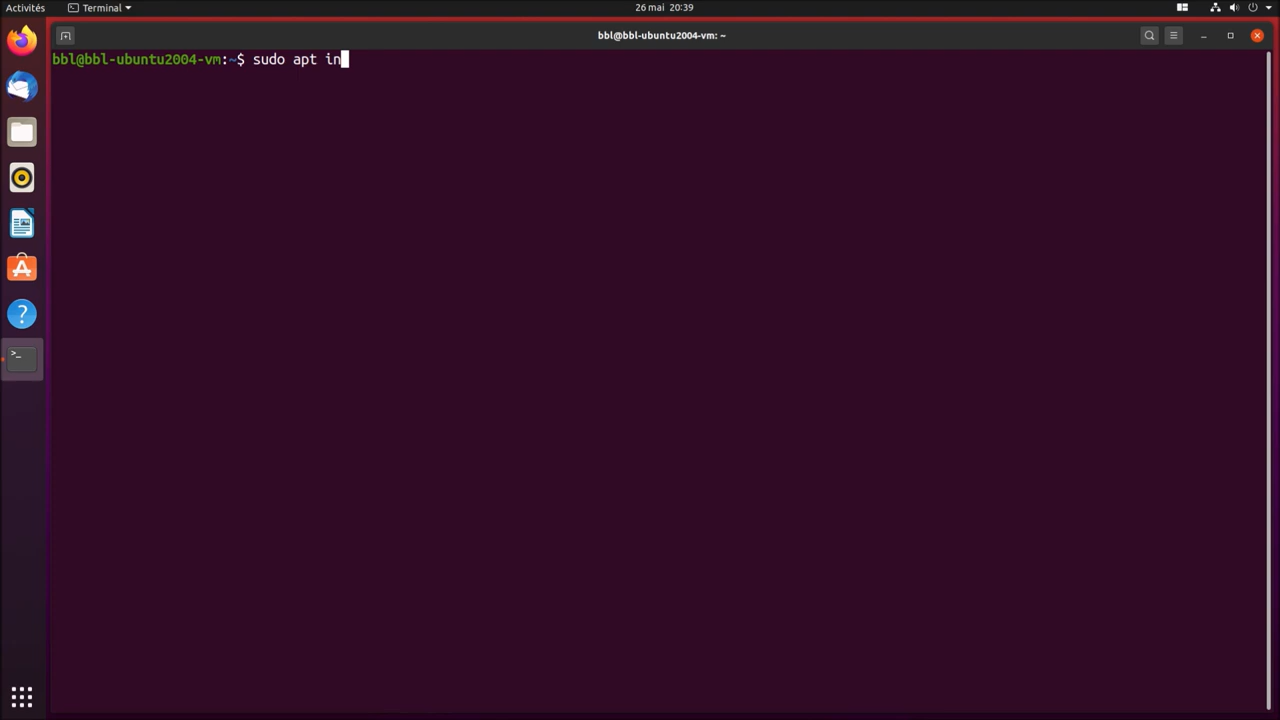 Activités
Terminal
26 mai 20:39
bbl@bbl-ubuntu2004-vm: ~
bbl@bbl-ubuntu2004-vm:~$ sudo apt in